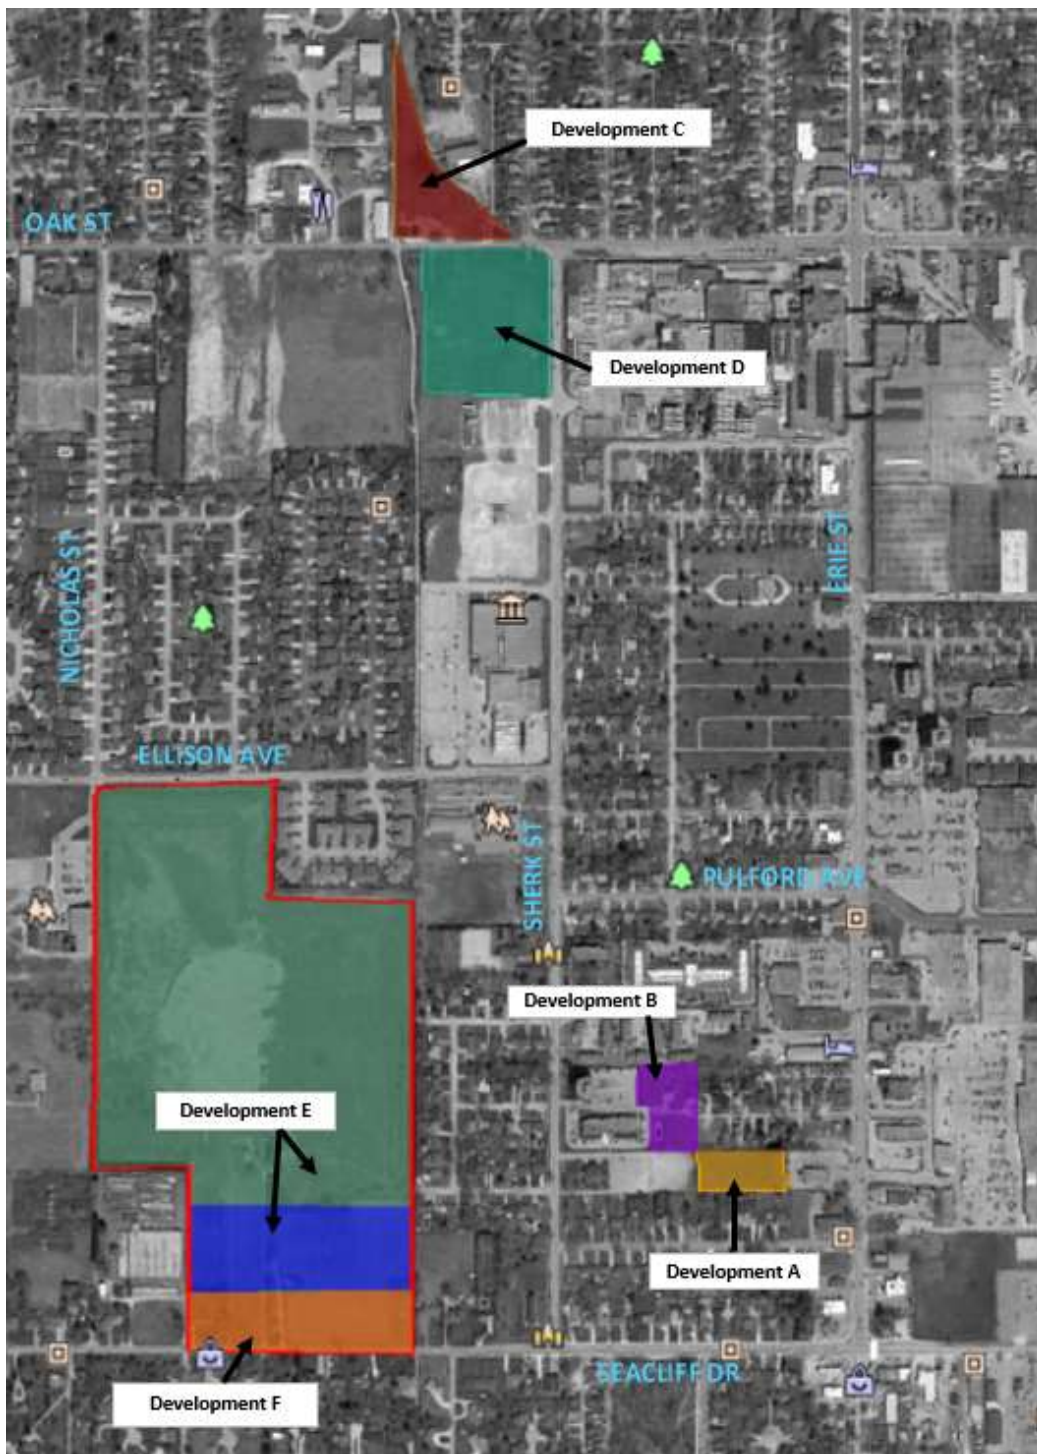 Development C
OAK ST
Development D
NICHOLAS ST
ERIE ST
ELLISON AVE
SHERK ST
PULFORD AVE
Development B
Development E
Development A
SEACLIFF DR
Development F